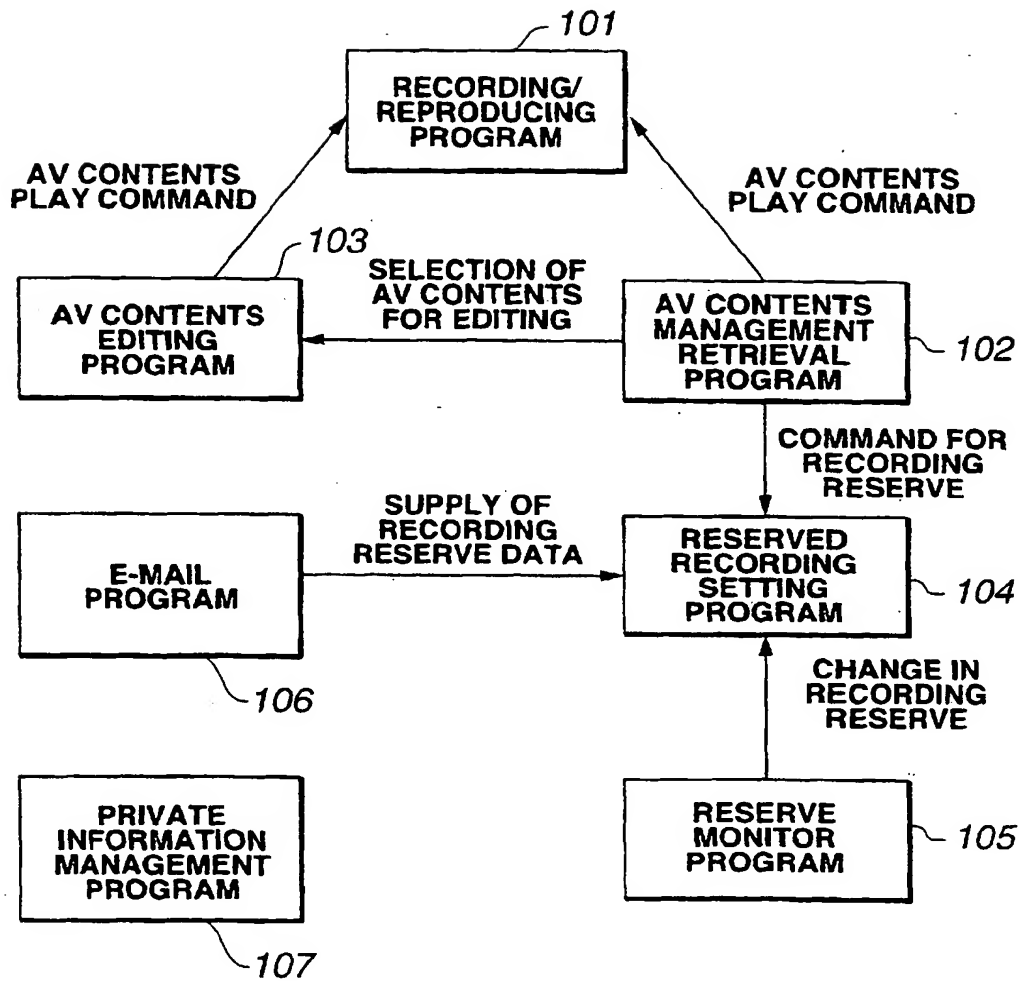 101
RECORDING/
REPRODUCING
PROGRAM
AV CONTENTS
PLAY COMMAND
AV CONTENTS
PLAY COMMAND
103
SELECTION OF
AV CONTENTS
FOR EDITING
AV CONTENTS
EDITING
PROGRAM
AV CONTENTS
MANAGEMENT
RETRIEVAL
PROGRAM
102
COMMAND FOR
RECORDING
RESERVE
SUPPLY OF
RECORDING
RESERVE DATA
E-MAIL
PROGRAM
RESERVED
RECORDING
SETTING
PROGRAM
104
106
CHANGE IN
RECORDING
RESERVE
PRIVATE
INFORMATION
MANAGEMENT
PROGRAM
RESERVE
MONITOR
PROGRAM
105
107